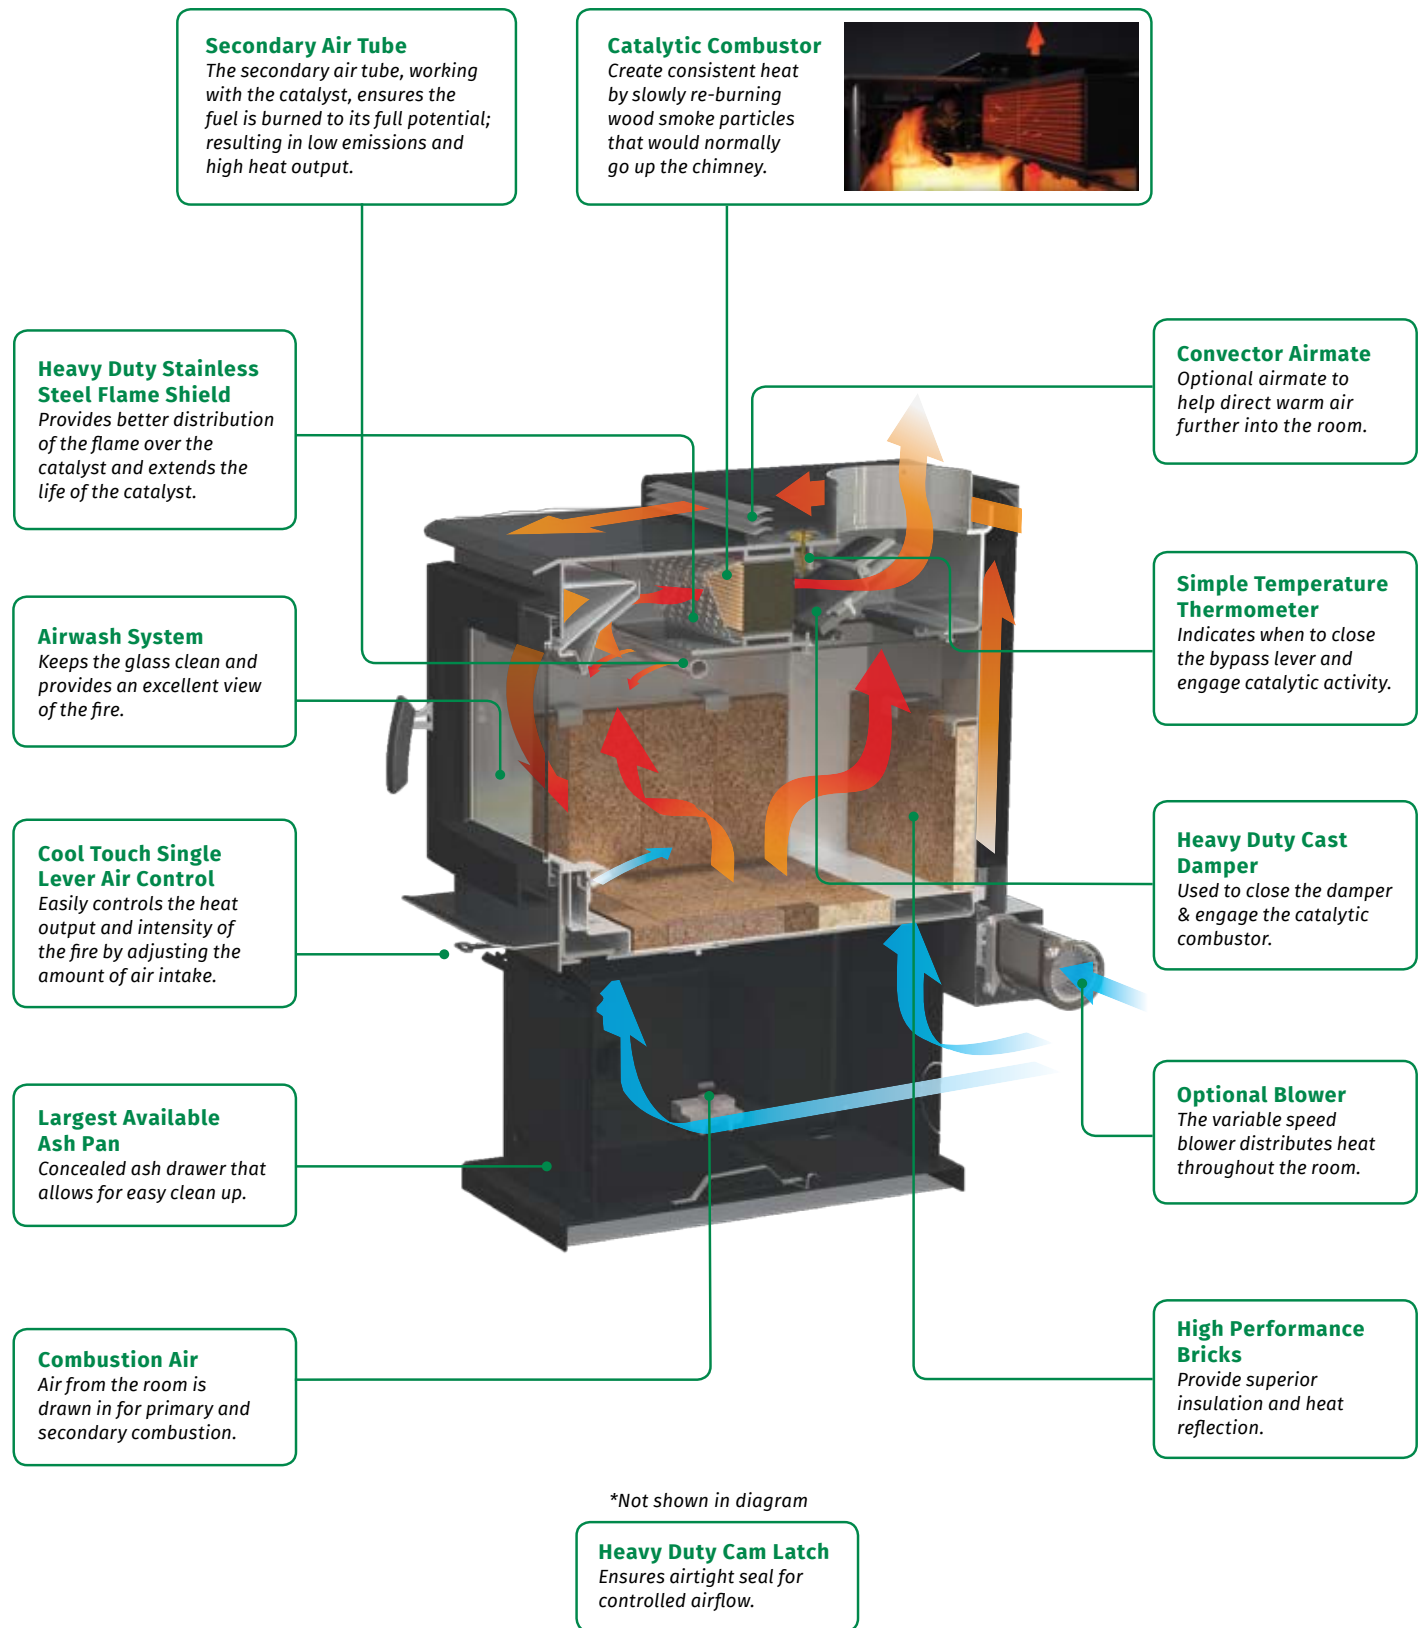 Secondary Air Tube
The secondary air tube, working
with the catalyst, ensures the
fuel is burned to its full potential;
resulting in low emissions and
high heat output.
Catalytic Combustor
Create consistent heat
by slowly re-burning
wood smoke particles
that would normally
go up the chimney.
Heavy Duty Stainless
Steel Flame Shield
Provides better distribution
of the flame over the
catalyst and extends the
life of the catalyst.
Convector Airmate
Optional airmate to
help direct warm air
further into the room.
Airwash System
Keeps the glass clean and
provides an excellent view
of the fire.
Simple Temperature
Thermometer
Indicates when to close
the bypass lever and
engage catalytic activity.
Cool Touch Single
Lever Air Control
Easily controls the heat
output and intensity of
the fire by adjusting the
amount of air intake.
Heavy Duty Cast
Damper
Used to close the damper
& engage the catalytic
combustor.
Largest Available
Ash Pan
Concealed ash drawer that
allows for easy clean up.
Optional Blower
The variable speed
blower distributes heat
throughout the room.
Combustion Air
Air from the room is
drawn in for primary and
secondary combustion.
High Performance
Bricks
Provide superior
insulation and heat
reflection.
*Not shown in diagram
Heavy Duty Cam Latch
Ensures airtight seal for
controlled airflow.